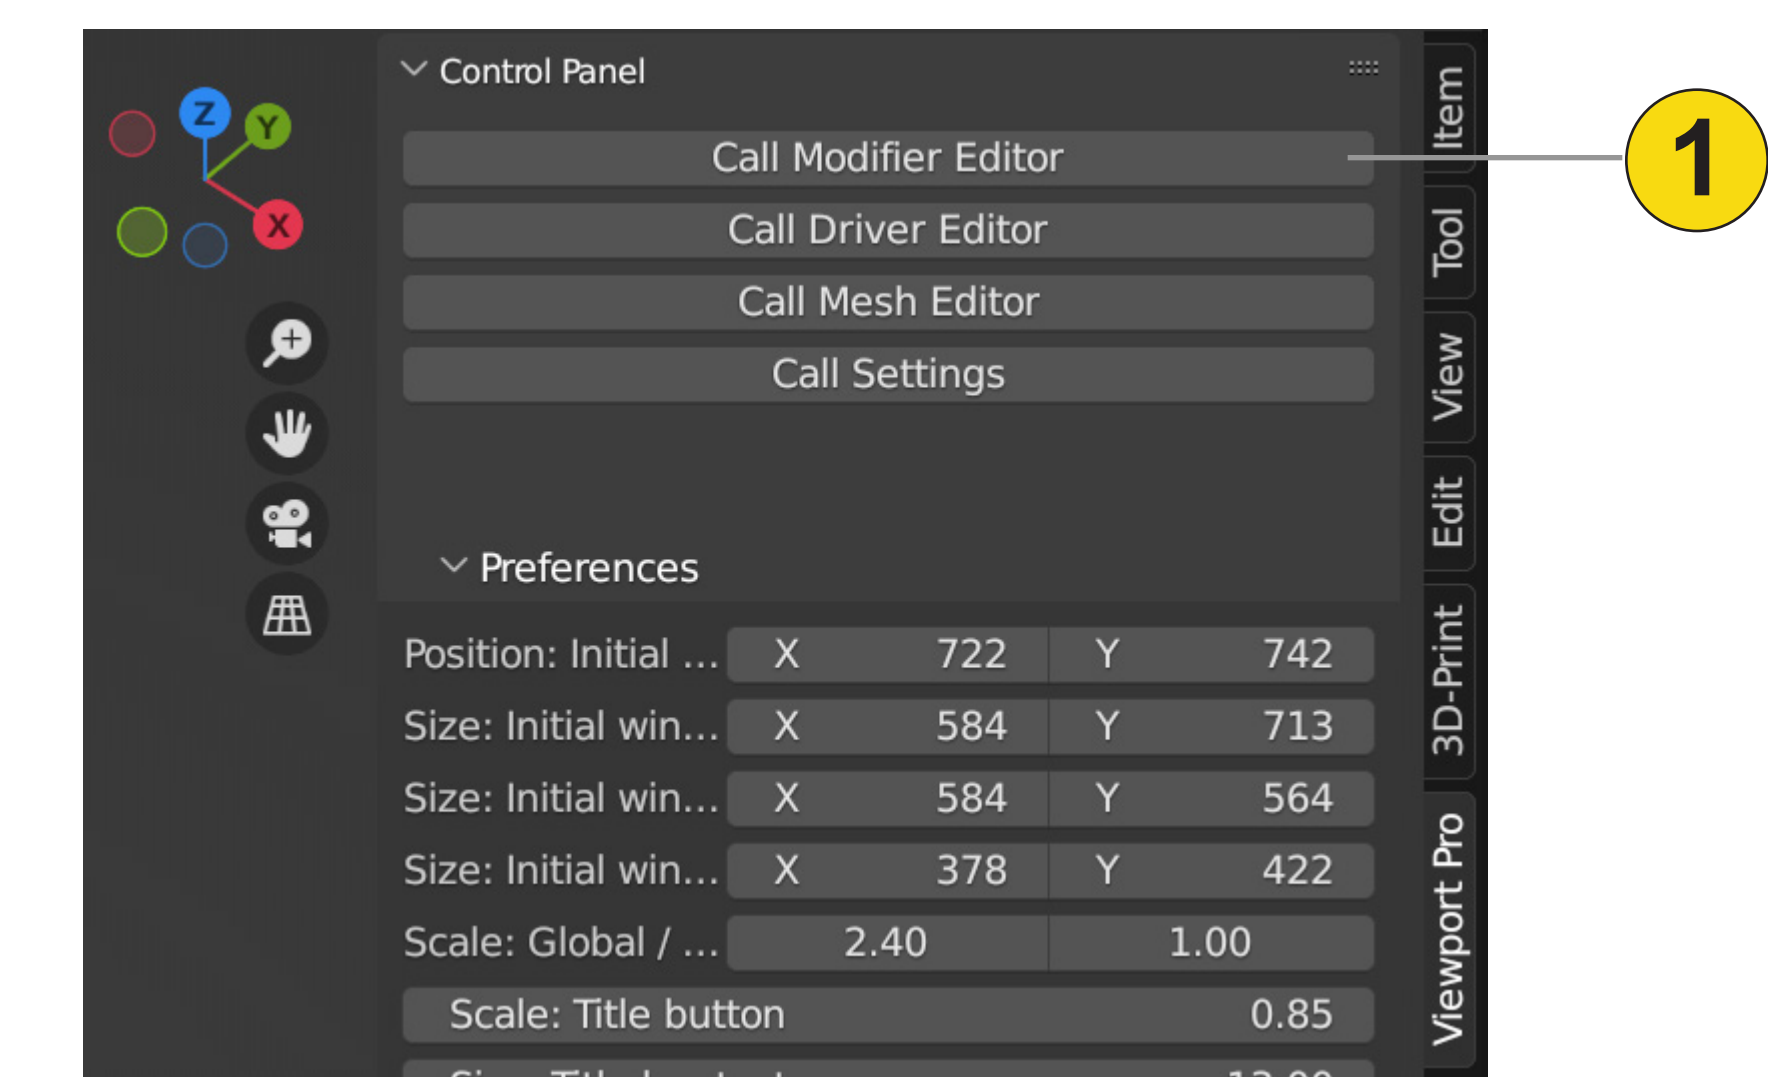 Control Panel
Z
Y
X
Call Modifier Editor
Call Driver Editor
Call Mesh Editor
Call Settings
Preferences
Position: Initial ... X 722 Y 742
Size: Initial win... X 584 Y 713
Size: Initial win... X 584 Y 564
Size: Initial win... X 378 Y 422
Scale: Global / ... 2.40 1.00
Scale: Title button 0.85
Item
Tool
View
Edit
3D-Print
Viewport Pro
1